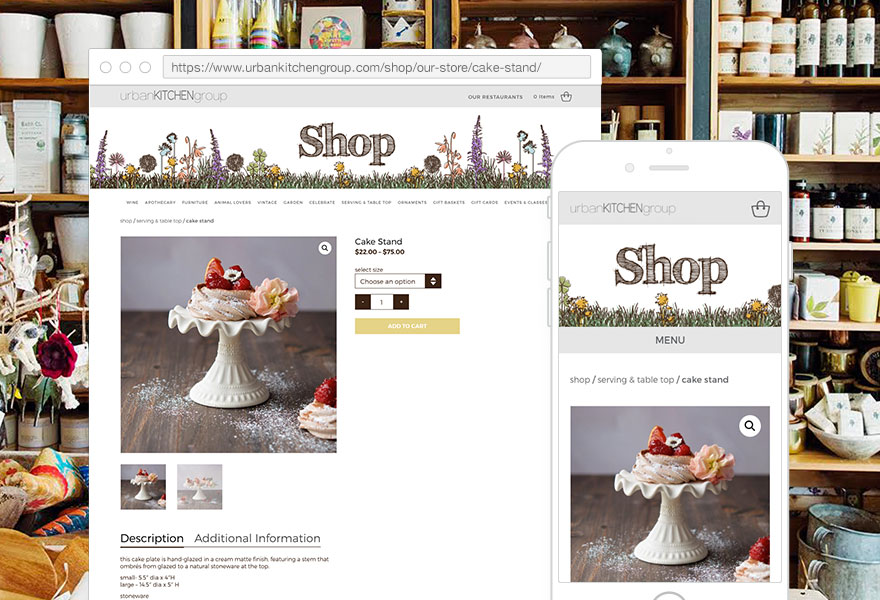 https://www.urbankitchengroup.com/shop/our-store/cake-stand/
urbanKITCHENgroup
OUR RESTAURANTS 0 items
Shop
WINE APOTHECARY FURNITURE ANIMAL LOVERS VINTAGE GARDEN CELEBRATE SERVING & TABLE TOP ORNAMENTS GIFT BASKETS GIFT CARDS EVENTS & CLASSES
shop / serving & table top / cake stand
Cake Stand
$22.00 – $75.00
select size
Choose an option
- 1 +
ADD TO CART
Description Additional Information
this cake plate is hand-glazed in a cream matte finish, featuring a stem that
ombrés from glazed to a natural stoneware at the top.
small- 5.5" dia x 4"H
large - 14.5" dia x 5" H
stoneware
urbanKITCHENgroup
Shop
MENU
shop / serving & table top / cake stand